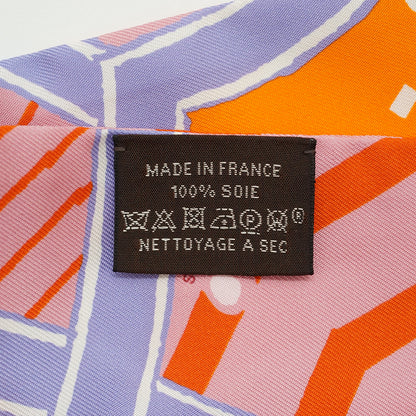 MADE IN FRANCE
100% SOIE
®
NETTOYAGE A SEC